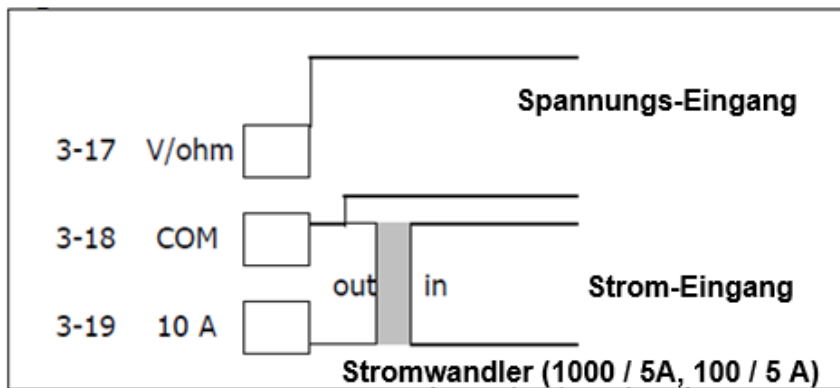 Spannungs-Eingang
3-17 V/ohm
3-18 COM
out in Strom-Eingang
3-19 10 A
Stromwandler (1000 / 5A, 100 / 5 A)